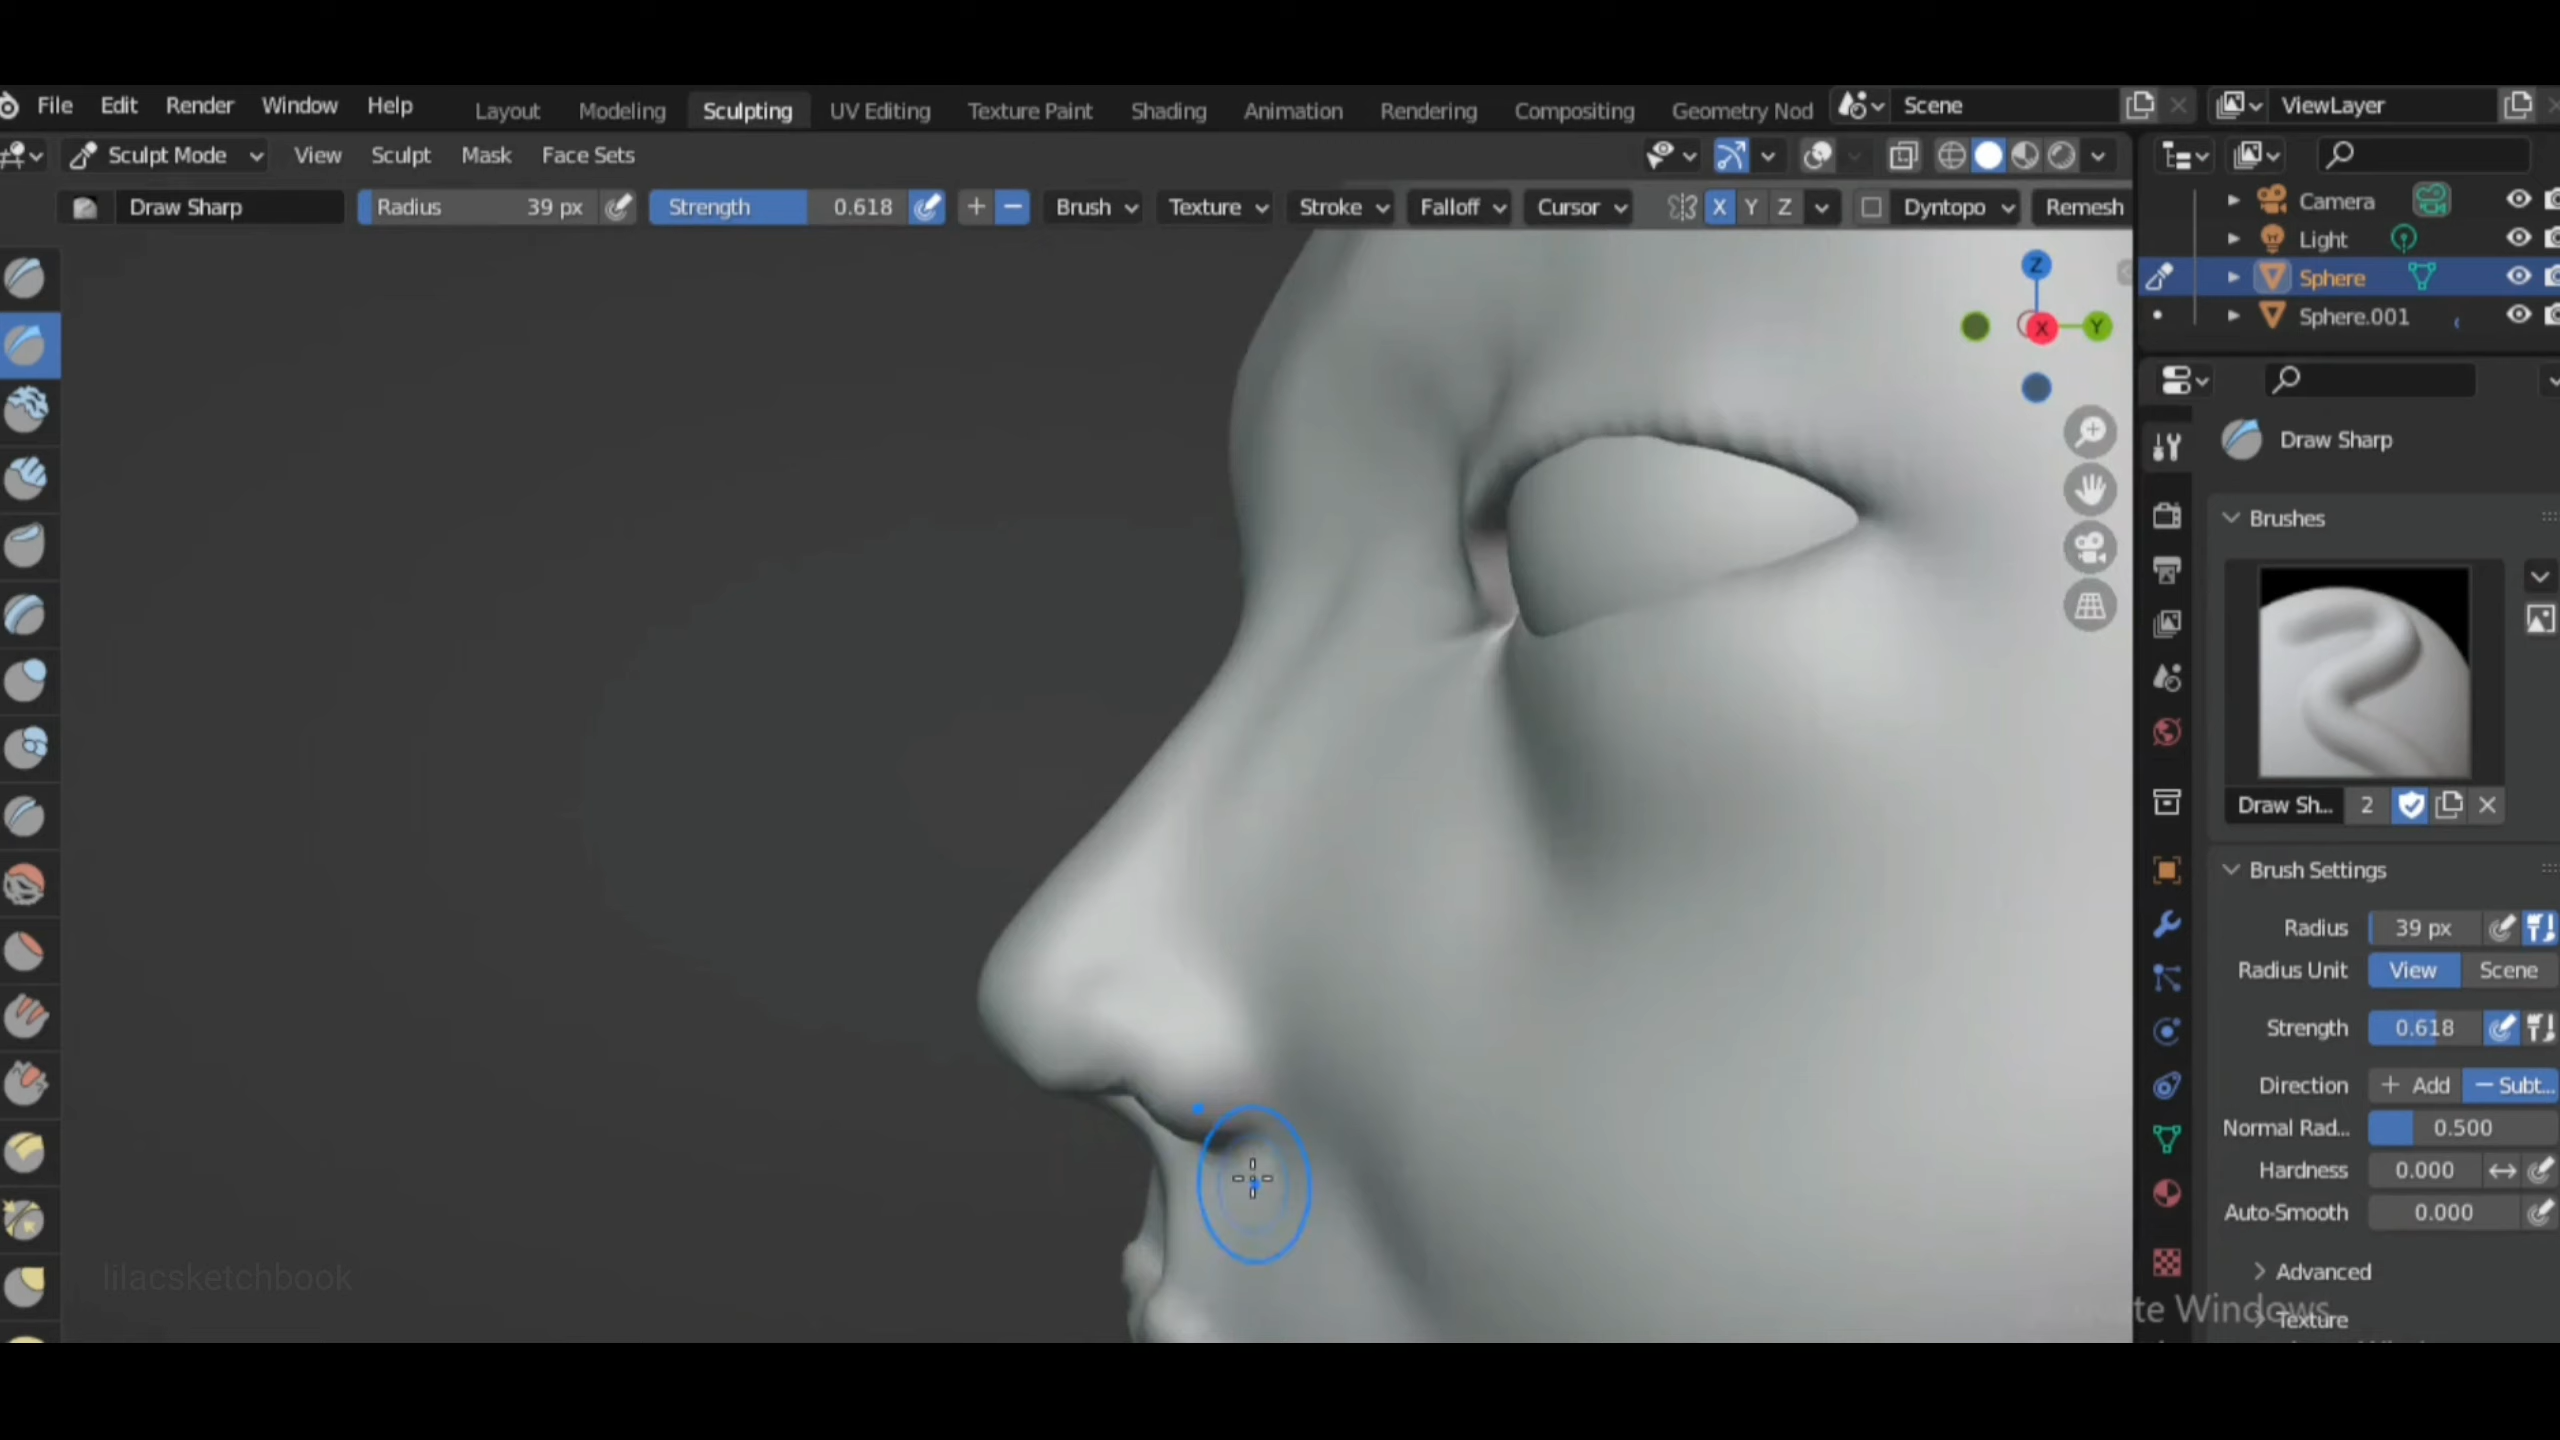 File Edit Render Window Help Layout Modeling Sculpting UV Editing Texture Paint Shading Animation Rendering Compositing Geometry Nod Scene ViewLayer
Sculpt Mode View Sculpt Mask Face Sets
Draw Sharp Radius 39 px Strength 0.618 Brush Texture Stroke Falloff Cursor X Y Z Dyntopo Remesh
Camera
Light
Sphere
Sphere.001
Z
X Y
Draw Sharp
Brushes
Draw Sh... 2
Brush Settings
Radius 39 px
Radius Unit View Scene
Strength 0.618
Direction + Add − Subt...
Normal Rad... 0.500
Hardness 0.000
Auto-Smooth 0.000
Advanced
te Windows
Texture
lilacsketchbook